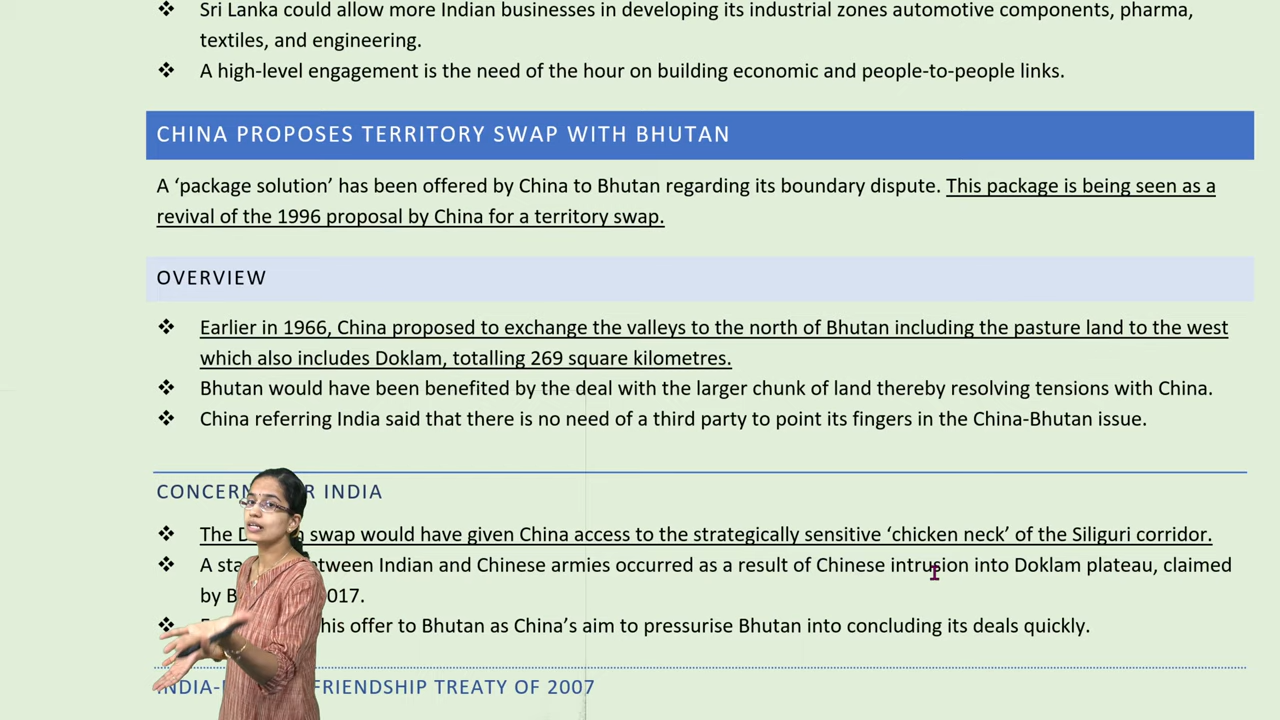 Sri Lanka could allow more Indian businesses in developing its industrial zones automotive components, pharma,
textiles, and engineering.
A high-level engagement is the need of the hour on building economic and people-to-people links.
CHINA PROPOSES TERRITORY SWAP WITH BHUTAN
A ‘package solution’ has been offered by China to Bhutan regarding its boundary dispute. This package is being seen as a
revival of the 1996 proposal by China for a territory swap.
OVERVIEW
Earlier in 1966, China proposed to exchange the valleys to the north of Bhutan including the pasture land to the west
which also includes Doklam, totalling 269 square kilometres.
Bhutan would have been benefited by the deal with the larger chunk of land thereby resolving tensions with China.
China referring India said that there is no need of a third party to point its fingers in the China-Bhutan issue.
CONCERN R INDIA
The swap would have given China access to the strategically sensitive ‘chicken neck’ of the Siliguri corridor.
A between Indian and Chinese armies occurred as a result of Chinese intrusion into Doklam plateau, claimed
by 2017.
his offer to Bhutan as China’s aim to pressurise Bhutan into concluding its deals quickly.
INDIA- FRIENDSHIP TREATY OF 2007